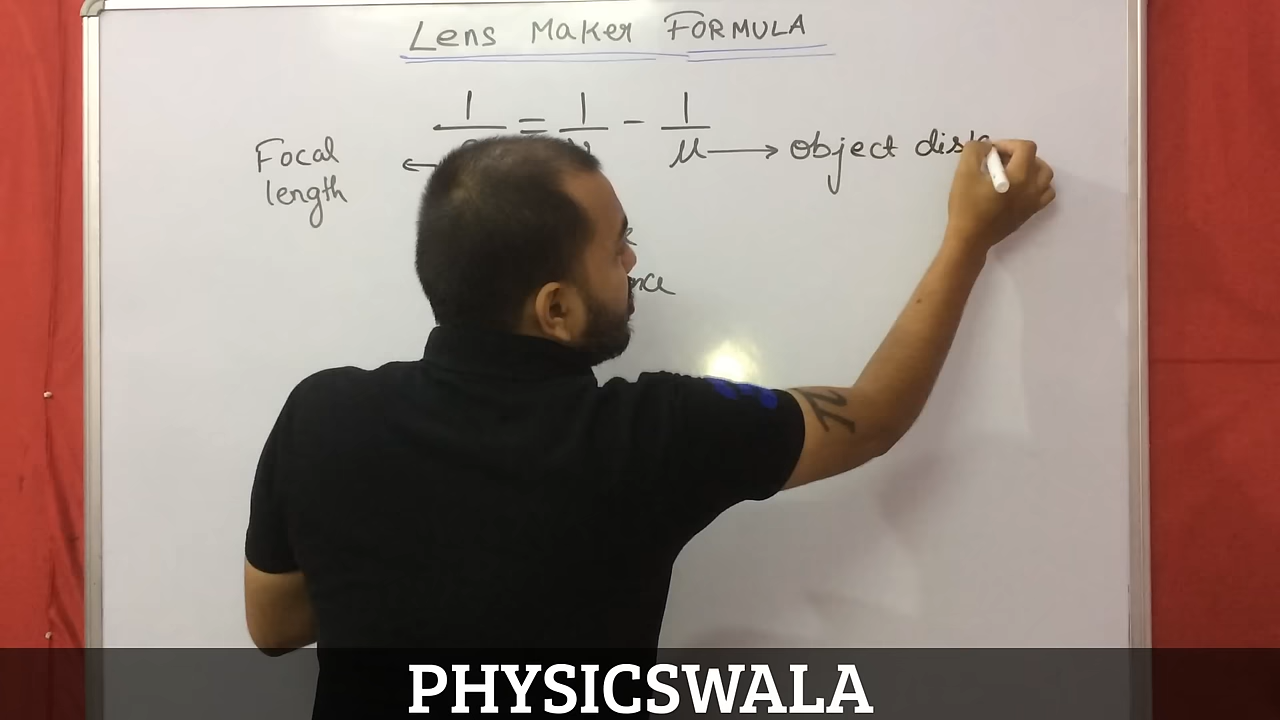 Lens Maker FORMULA
1 = 1 - 1
μ → object dis
Focal ←
length
PHYSICSWALA